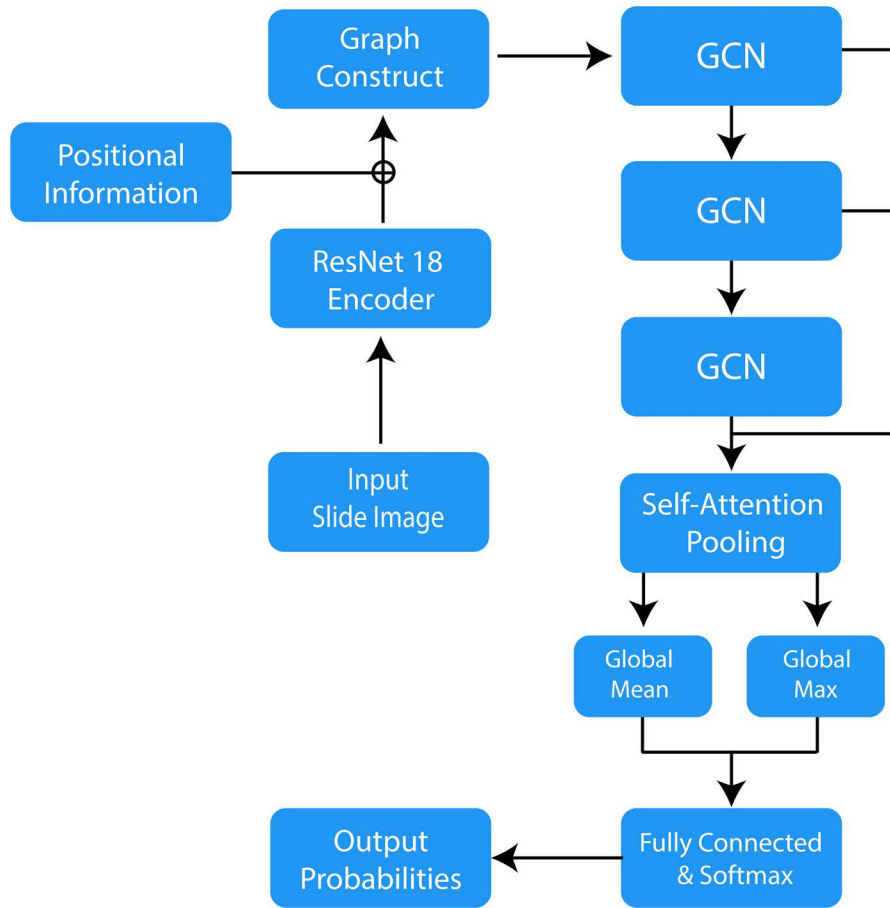 Graph
Construct
GCN
Positional
Information
GCN
ResNet 18
Encoder
GCN
Input
Slide Image
Self-Attention
Pooling
Global
Mean
Global
Max
Output
Probabilities
Fully Connected
& Softmax